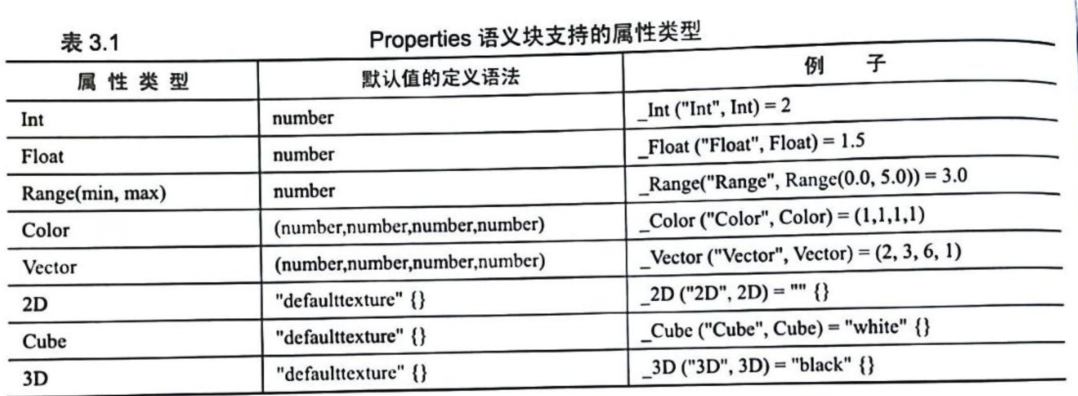 表 3.1 Properties 语义块支持的属性类型
属 性 类 型 默认值的定义语法 例 子
Int number _Int ("Int", Int) = 2
Float number _Float ("Float", Float) = 1.5
Range(min, max) number _Range("Range", Range(0.0, 5.0)) = 3.0
Color (number,number,number,number) _Color ("Color", Color) = (1,1,1,1)
Vector (number,number,number,number) _Vector ("Vector", Vector) = (2, 3, 6, 1)
2D "defaulttexture" {} _2D ("2D", 2D) = "" {}
Cube "defaulttexture" {} _Cube ("Cube", Cube) = "white" {}
3D "defaulttexture" {} _3D ("3D", 3D) = "black" {}